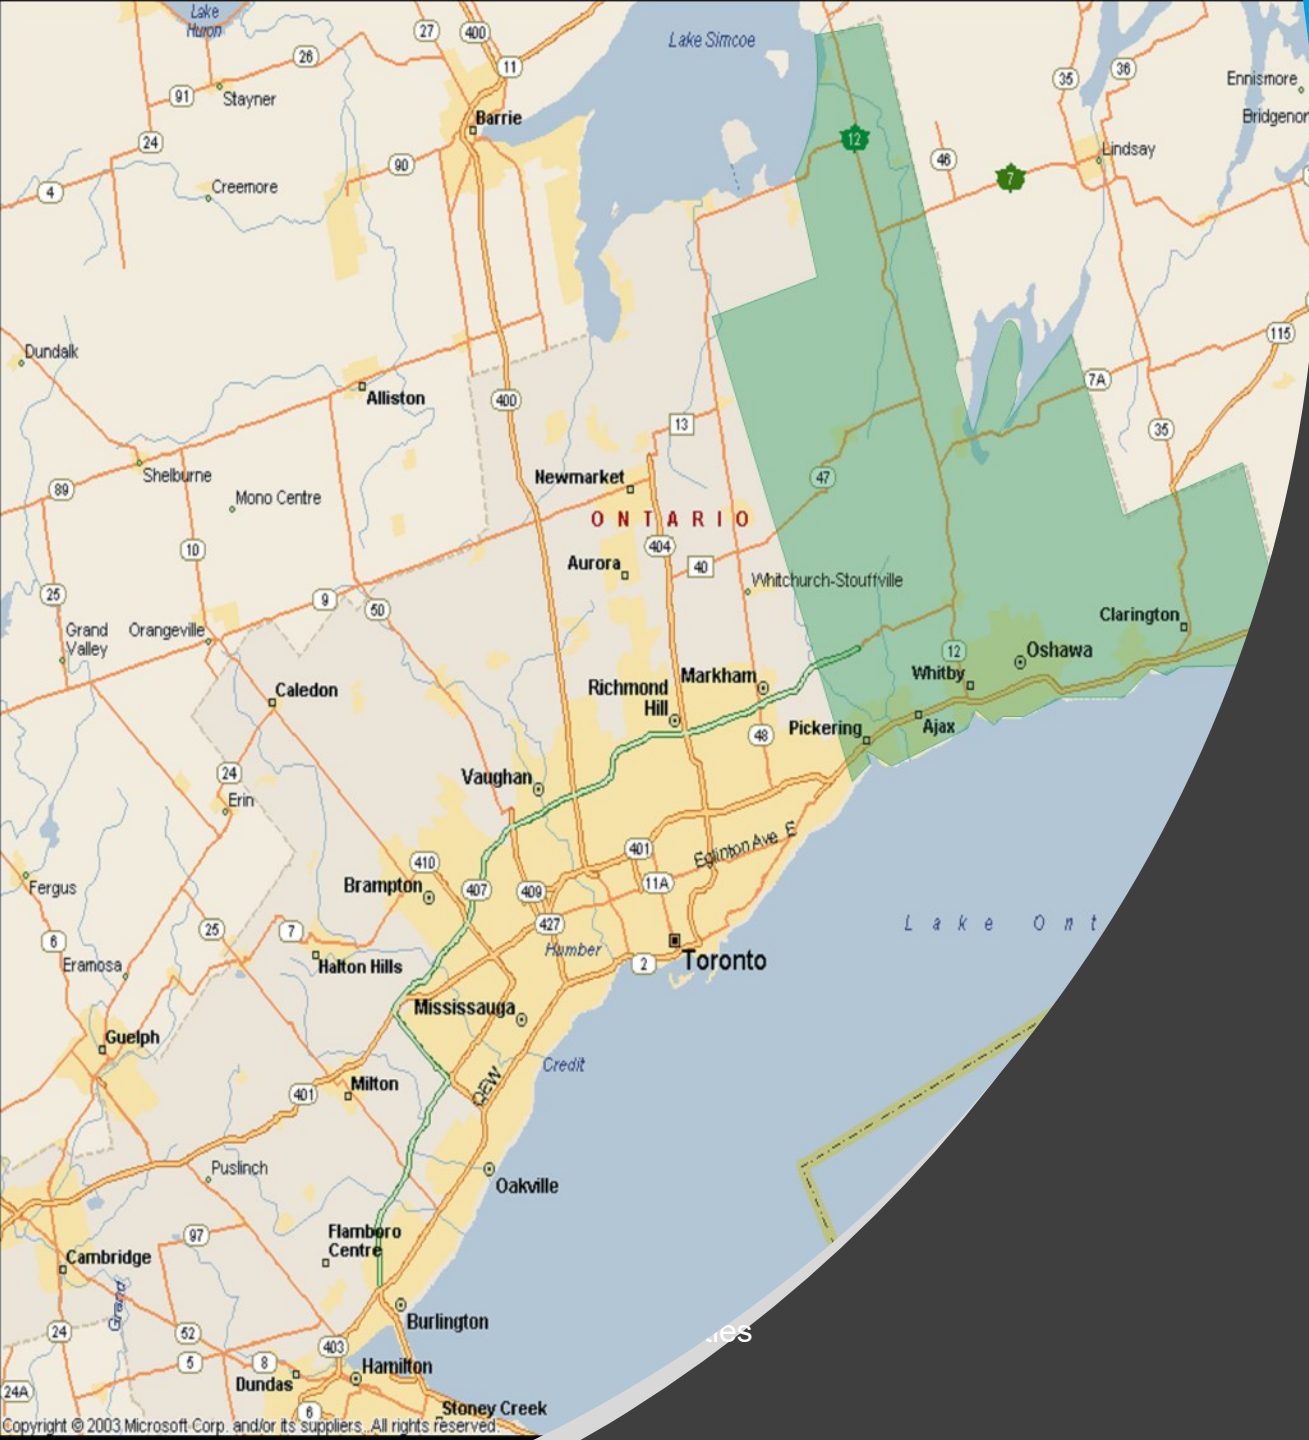 Lake
Huron
27
400
Lake Simcoe
26
11
35
36
Ennismore
91
Stayner
Barrie
12
24
90
46
Lindsay
7
4
Creemore
115
Dundalk
7A
Alliston
400
13
35
Shelburne
Newmarket
47
89
Mono Centre
ONTARIO
10
404
Aurora
40
Whitchurch-Stouffville
25
9
50
Clarington
Grand
Valley
Orangeville
12
Oshawa
Caledon
Richmond
Hill
Markham
Whitby
Pickering
Ajax
48
24
Vaughan
Erin
401
Eglinton Ave E
410
Brampton
407
409
11A
Fergus
427
Lake Ont
6
25
7
Humber
Eramosa
Halton Hills
2
Toronto
Mississauga
Guelph
Credit
401
Milton
QEW
Puslinch
Oakville
97
Flamboro
Centre
Cambridge
Grand
Burlington
24
52
403
5
8
Hamilton
24A
Dundas
6
Stoney Creek
Copyright © 2003 Microsoft Corp. and/or its suppliers. All rights reserved.